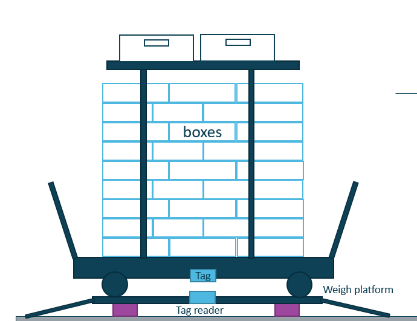 boxes
Tag
Weigh platform
Tag reader